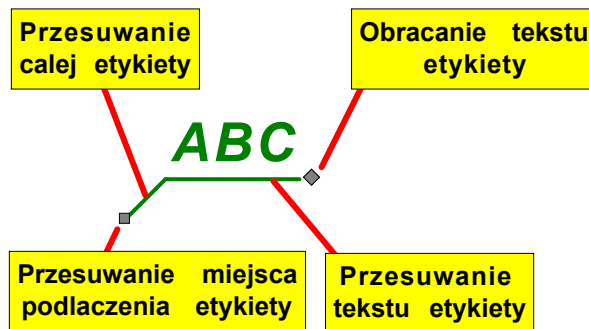 Przesuwanie
calej etykiety
Obracanie tekstu
etykiety
ABC
Przesuwanie miejsca
podlaczenia etykiety
Przesuwanie
tekstu etykiety